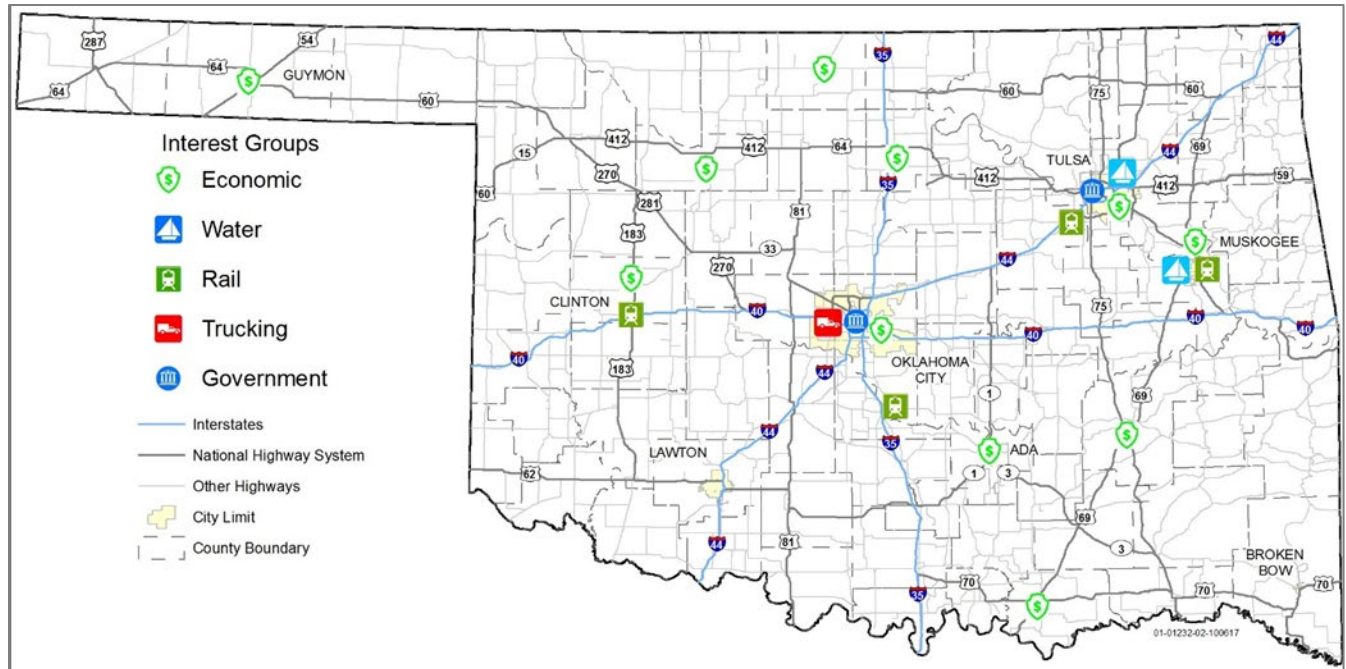 287
54
64
64
GUYMON
60
35
44
60
75
60
Interest Groups
Economic
Water
Rail
Trucking
Government
Interstates
National Highway System
Other Highways
City Limit
County Boundary
15
412
412
64
412
44
69
TULSA
412
59
270
60
281
35
183
81
33
270
MUSKOGEE
44
CLINTON
40
75
40
40
40
40
OKLAHOMA
CITY
183
44
1
69
44
35
LAWTON
ADA
62
1
3
69
3
44
81
BROKEN
BOW
70
35
70
70
01-01232-02-100617